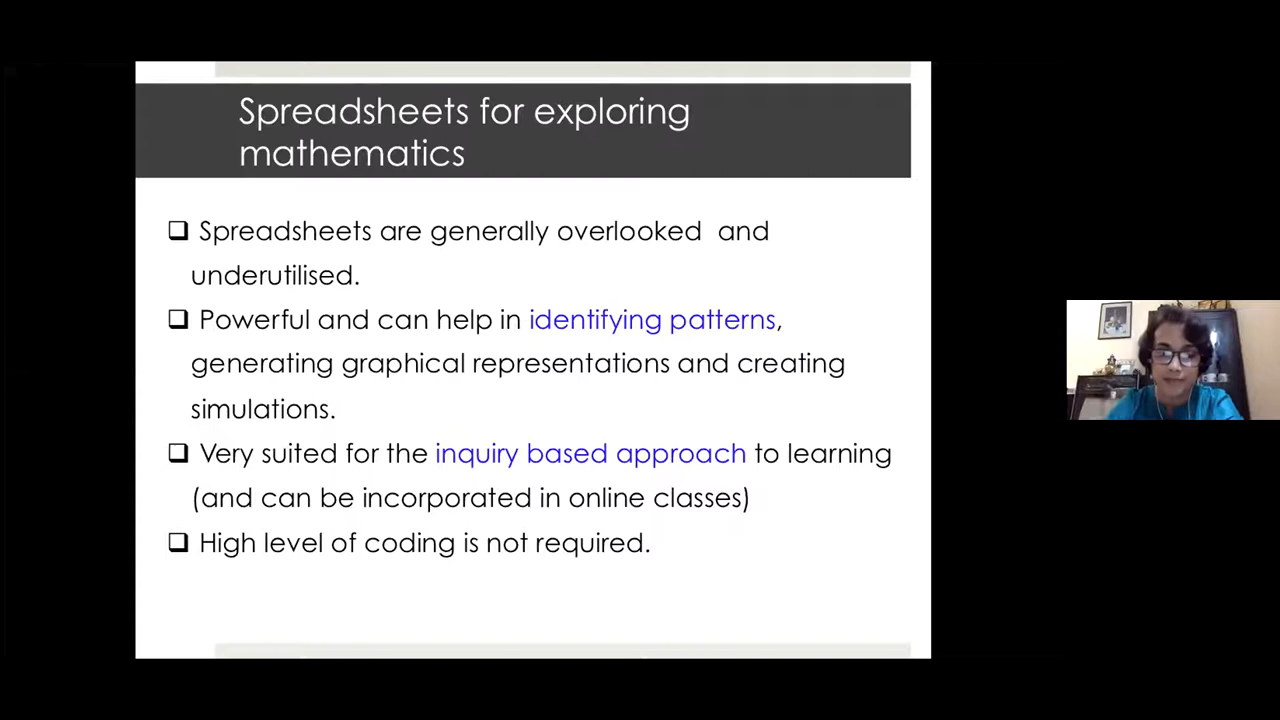 Spreadsheets for exploring
mathematics
Spreadsheets are generally overlooked and
underutilised.
Powerful and can help in identifying patterns,
generating graphical representations and creating
simulations.
Very suited for the inquiry based approach to learning
(and can be incorporated in online classes)
High level of coding is not required.